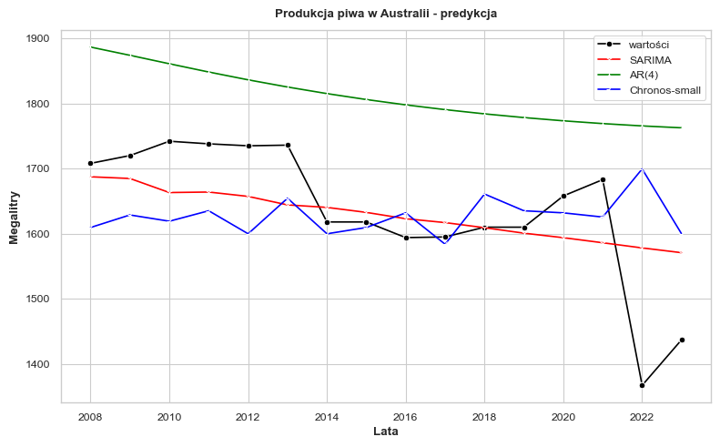 Produkcja piwa w Australii - predykcja
wartości
SARIMA
AR(4)
Chronos-small
Megalitry
1900
1800
1700
1600
1500
1400
2008
2010
2012
2014
2016
2018
2020
2022
Lata